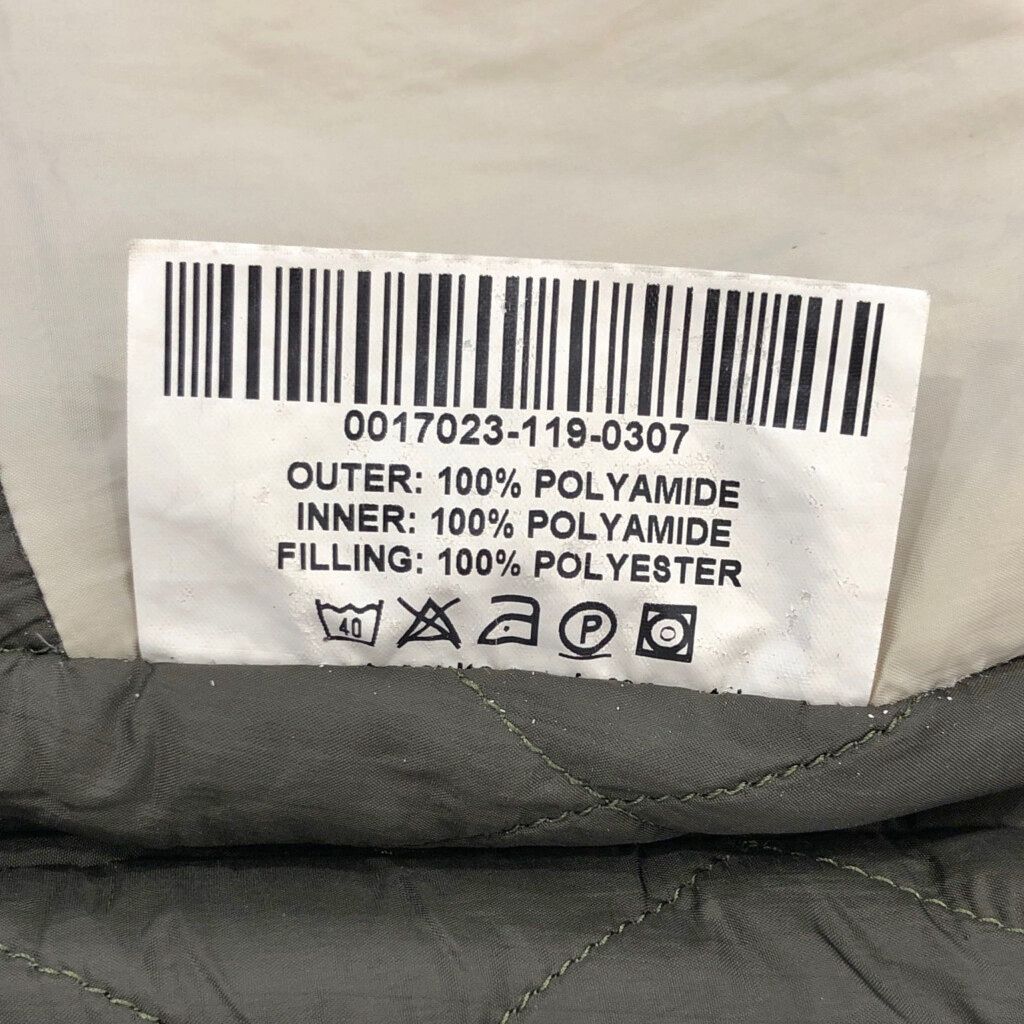 0017023-119-0307
OUTER: 100% POLYAMIDE
INNER: 100% POLYAMIDE
FILLING: 100% POLYESTER
40 P